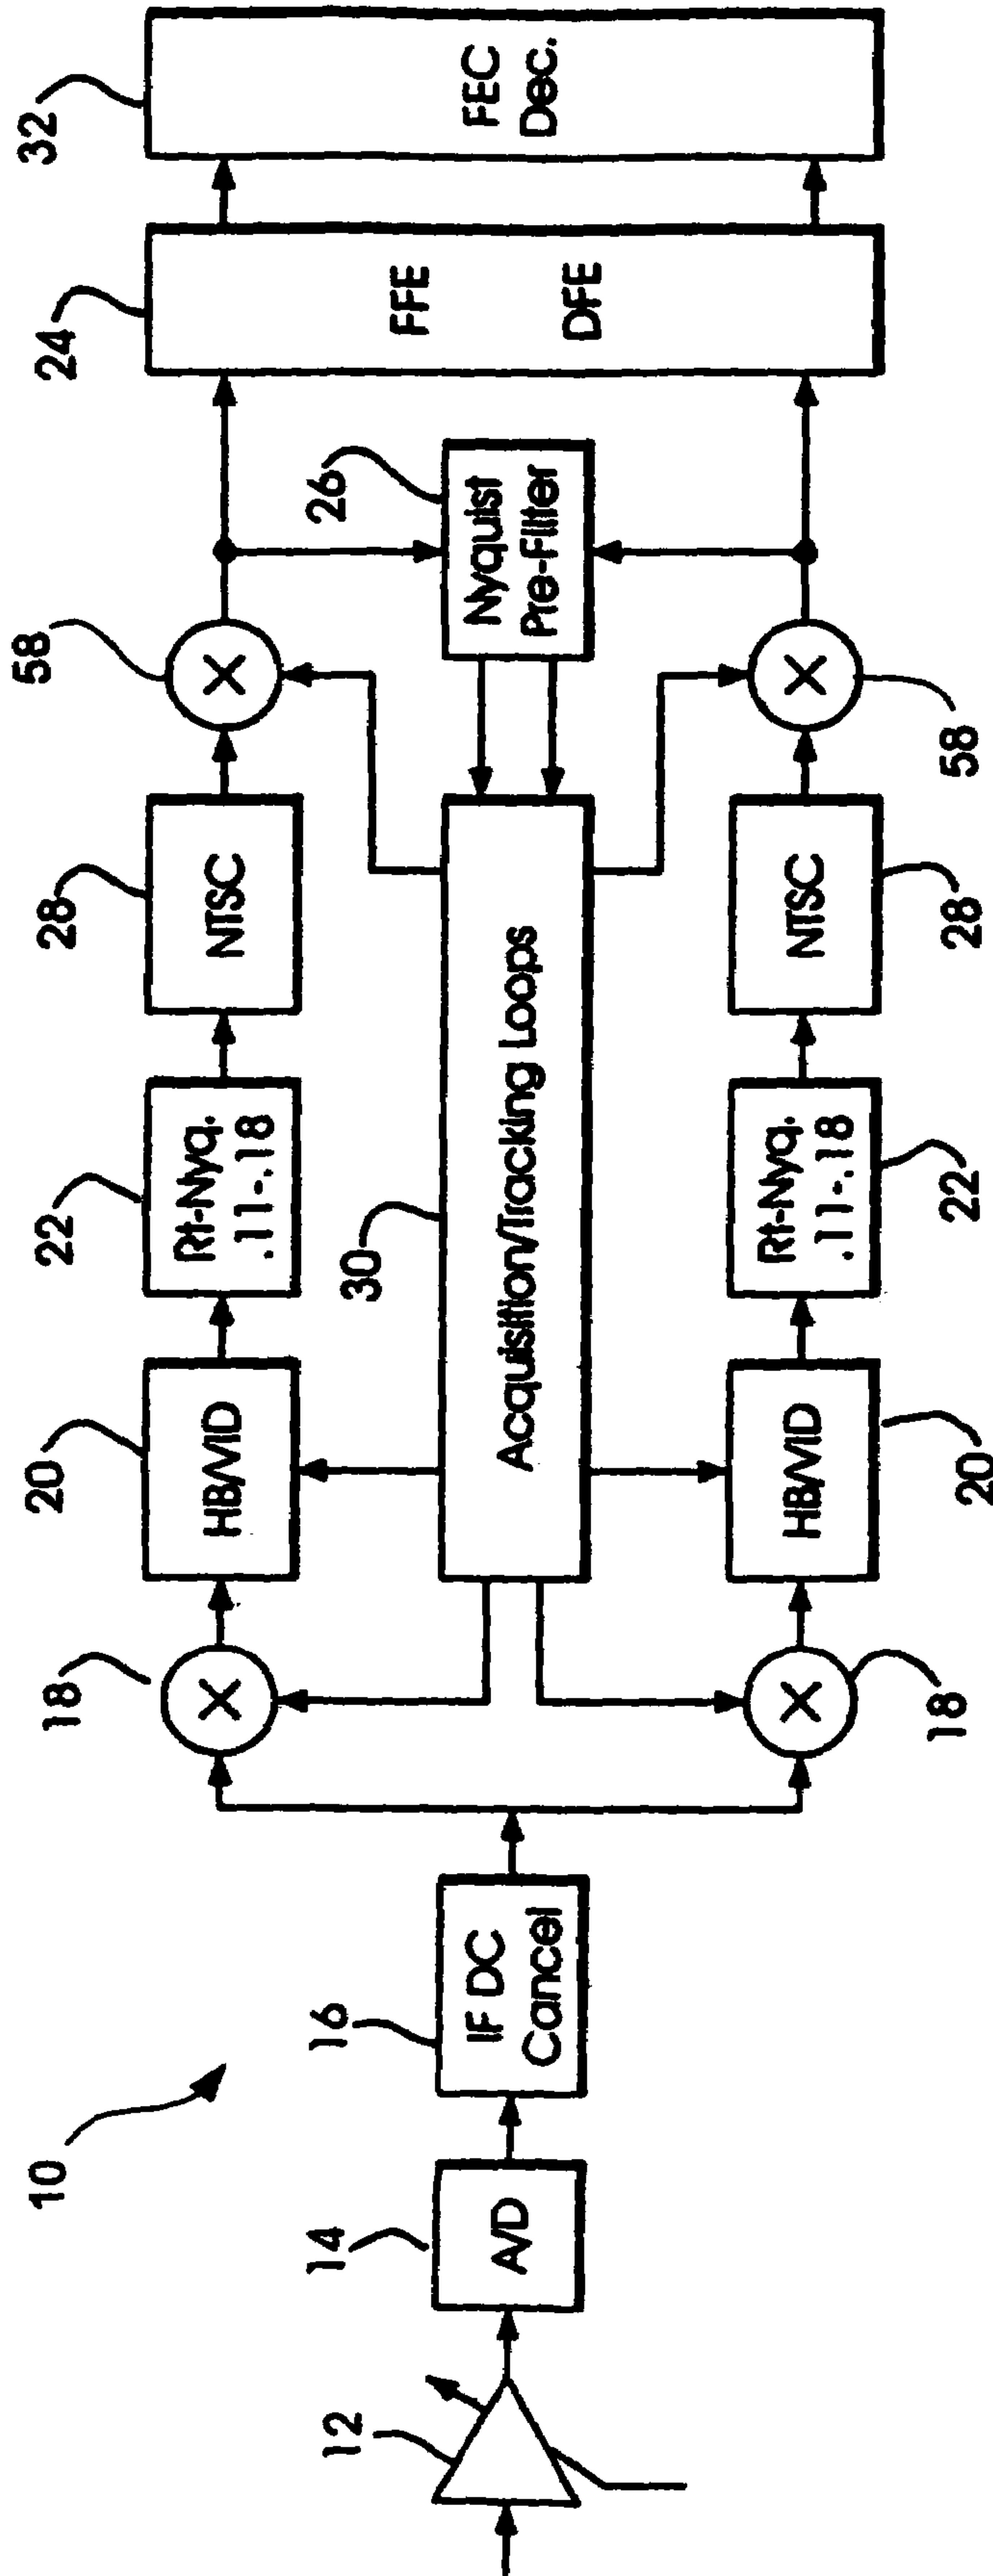 10
12
14
A/D
16
IF DC
Cancel
18
18
20
HB/VID
20
HB/VID
22
Rt-Nyq.
.11-.18
22
Rt-Nyq.
.11-.18
28
NTSC
28
NTSC
30
Acquisition/Tracking Loops
58
58
26
Nyquist
Pre-Filter
24
FFE
DFE
32
FEC
Dec.